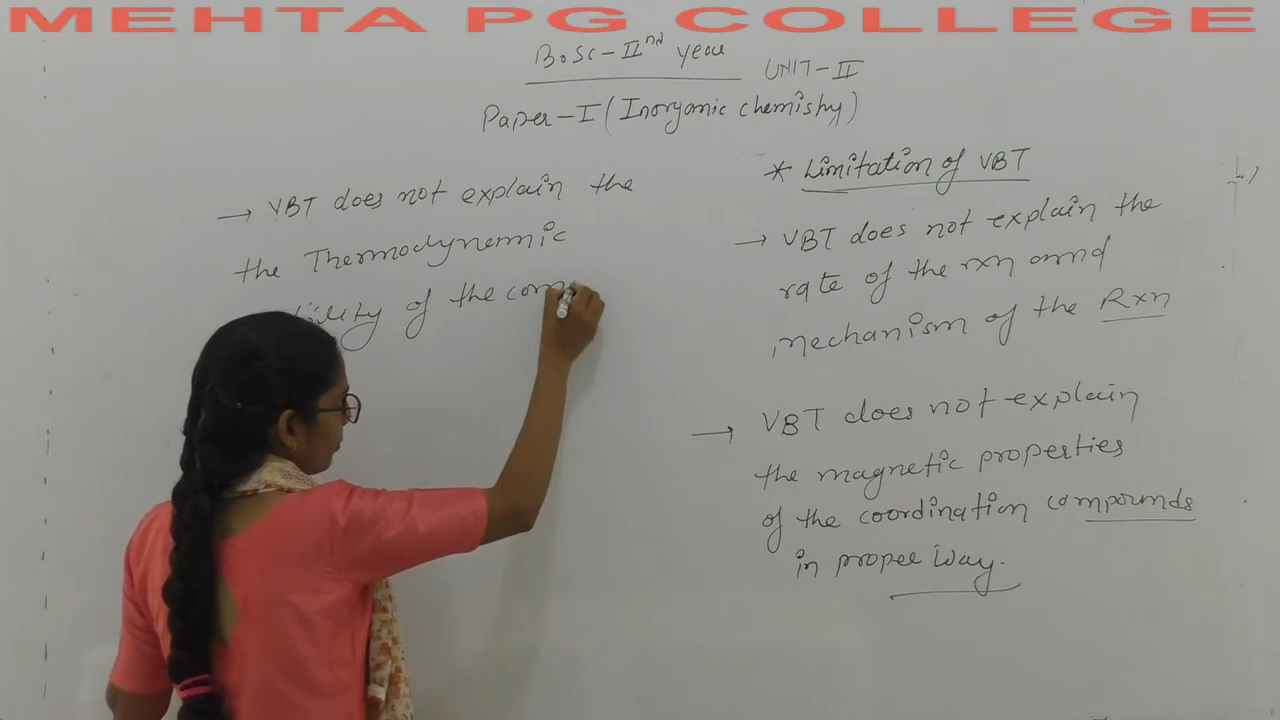 MEHTA PG COLLEGE
B.Sc - IInd year UNIT - II
Paper - I (Inorganic chemistry)
* Limitation of VBT
→ VBT does not explain the
rate of the rxn and
mechanism of the Rxn
→ VBT does not explain
the magnetic properties
of the coordination compounds
in proper way.
→ VBT does not explain the
the Thermodynemic
of the com